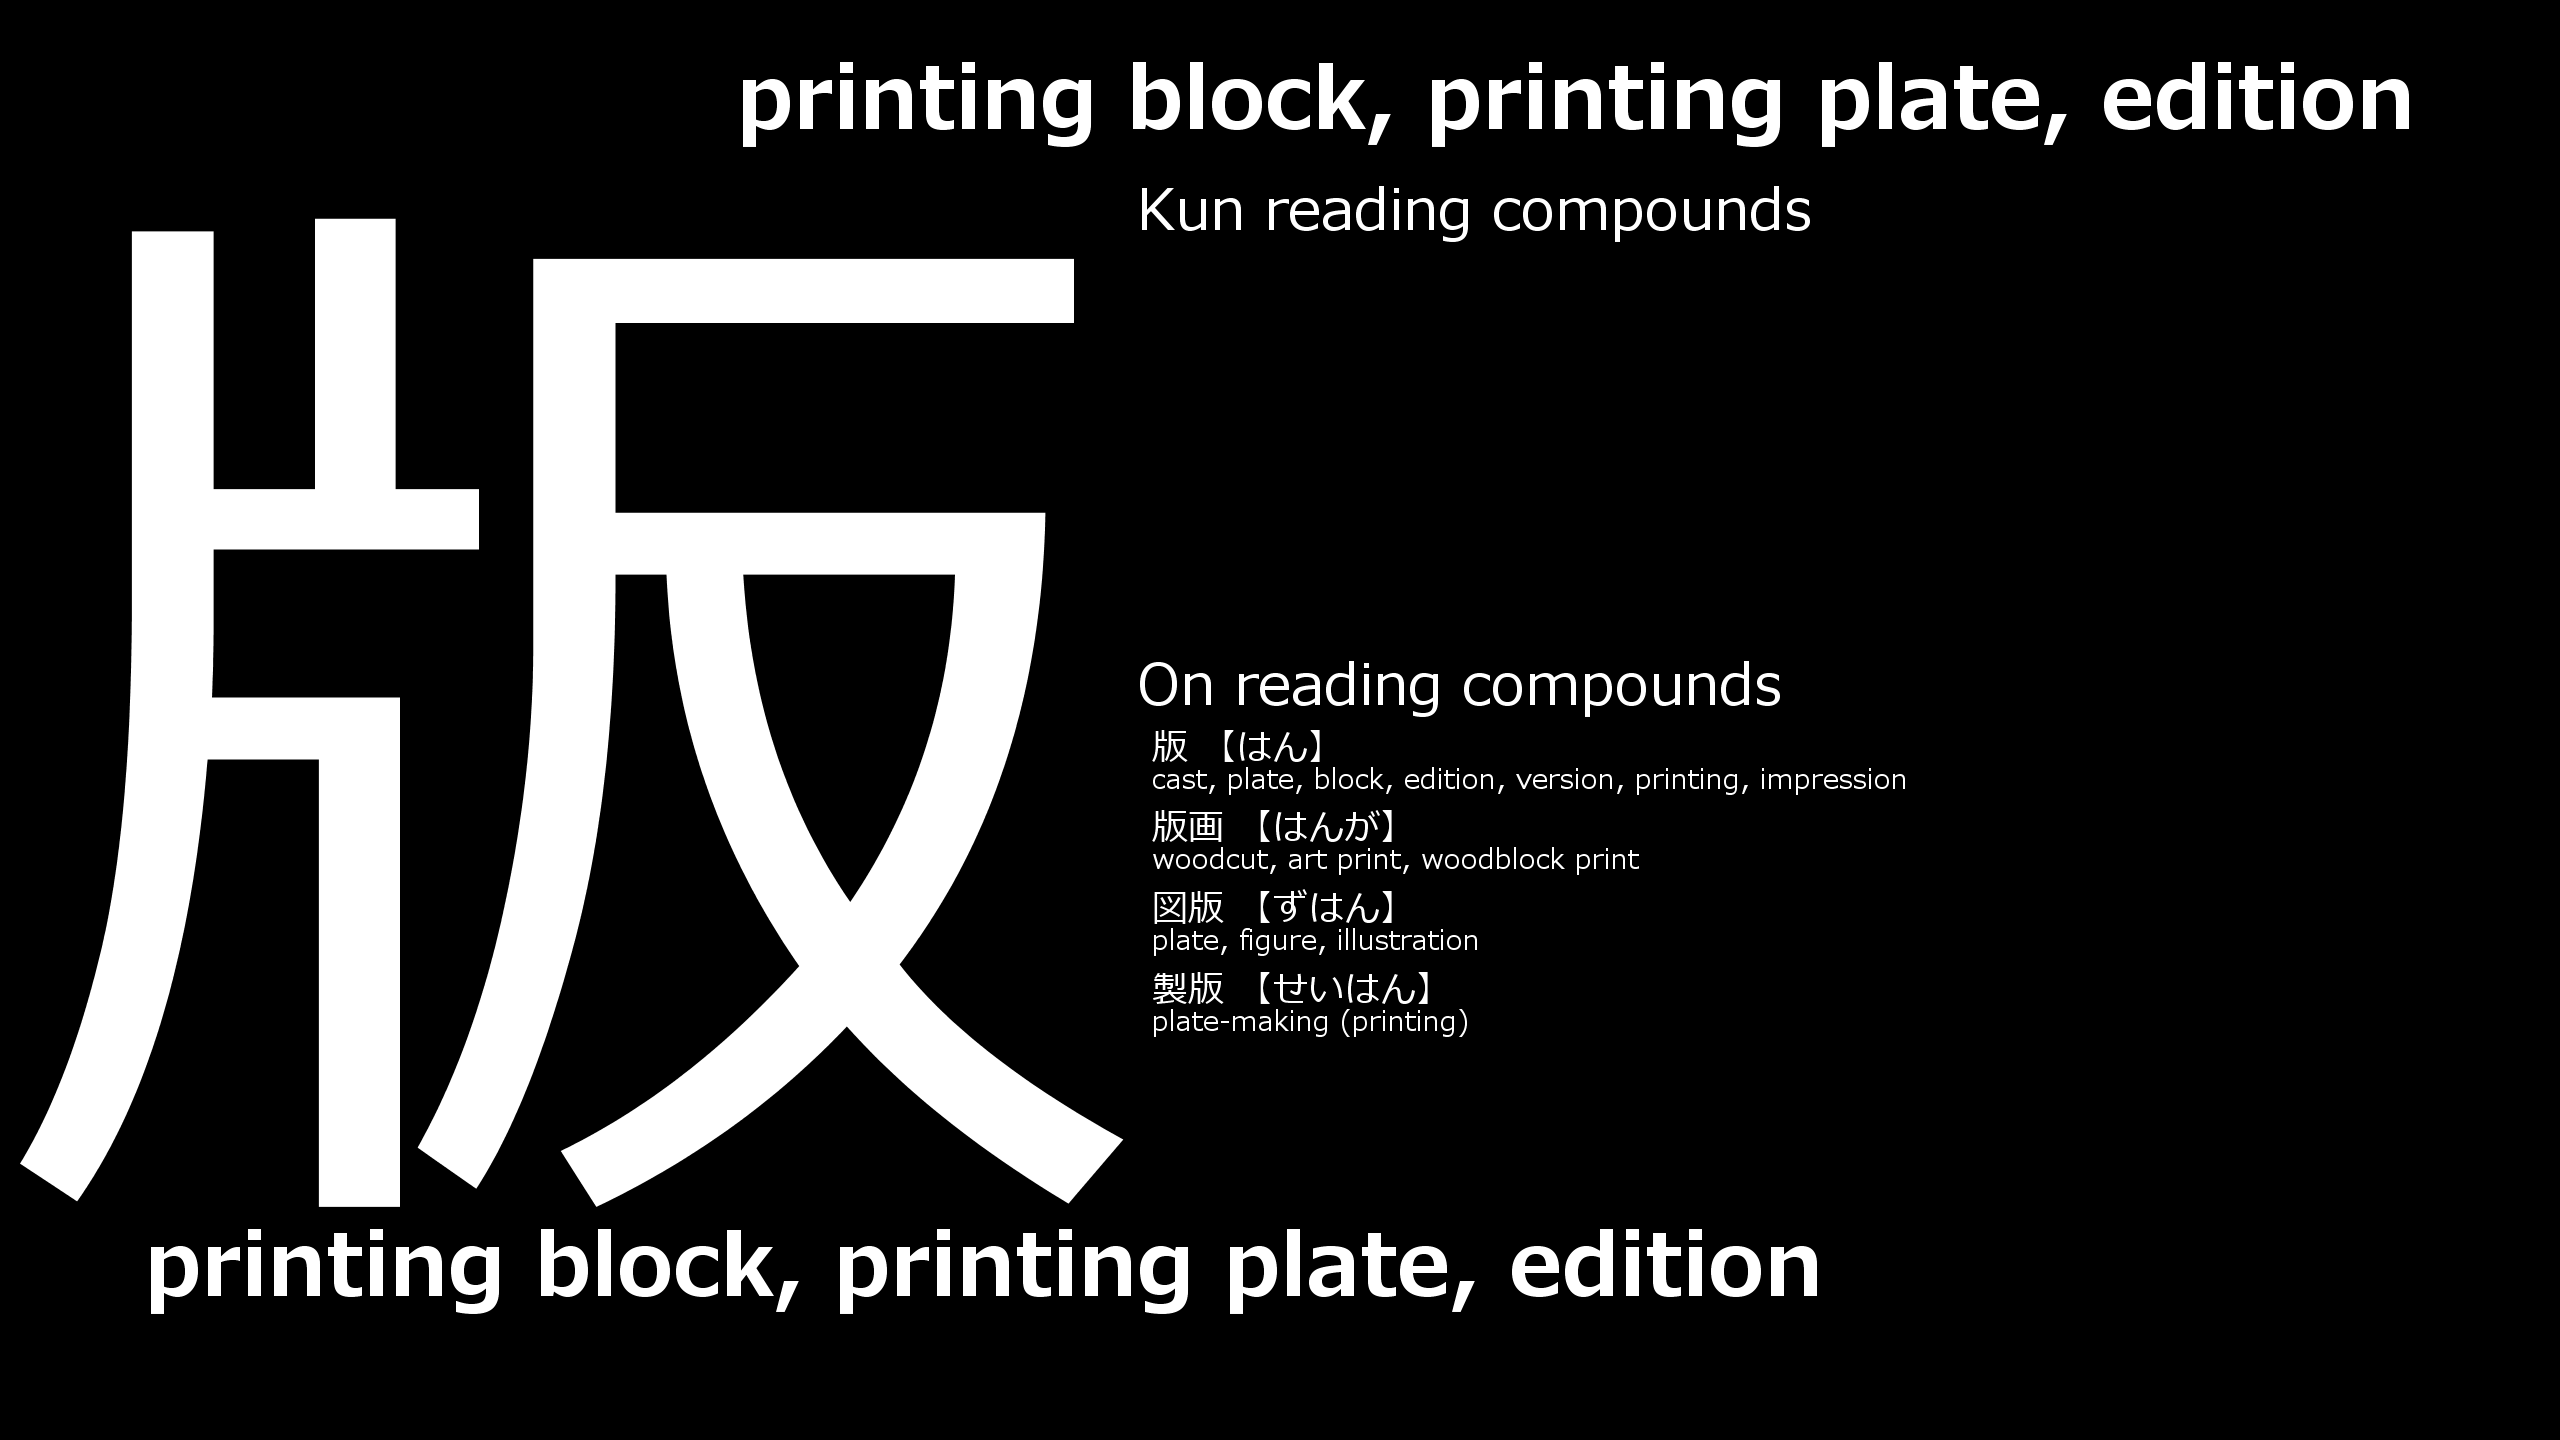 printing block, printing plate, edition
版
Kun reading compounds
On reading compounds
版 【はん】
cast, plate, block, edition, version, printing, impression
版画 【はんが】
woodcut, art print, woodblock print
図版 【ずはん】
plate, figure, illustration
製版 【せいはん】
plate-making (printing)
printing block, printing plate, edition